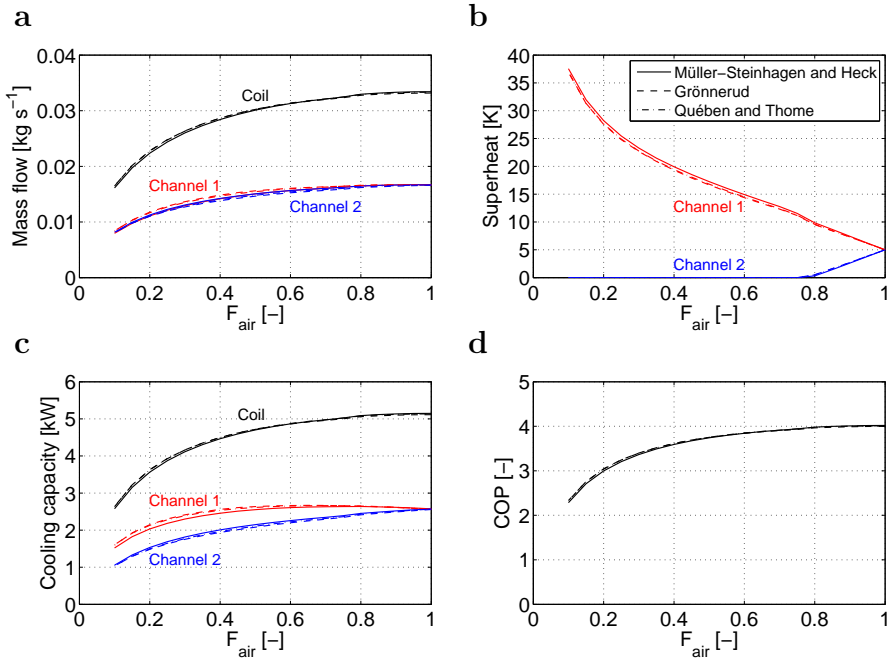 a
0.04
0.03
0.02
0.01
0
Mass flow [kg s⁻¹]
Coil
Channel 1
Channel 2
0 0.2 0.4 0.6 0.8 1
F_air [−]
b
40
35
30
25
20
15
10
5
0
Superheat [K]
Müller−Steinhagen and Heck
Grönnerud
Quében and Thome
Channel 1
Channel 2
0 0.2 0.4 0.6 0.8 1
F_air [−]
c
6
5
4
3
2
1
0
Cooling capacity [kW]
Coil
Channel 1
Channel 2
0 0.2 0.4 0.6 0.8 1
F_air [−]
d
5
4
3
2
1
0
COP [−]
0 0.2 0.4 0.6 0.8 1
F_air [−]